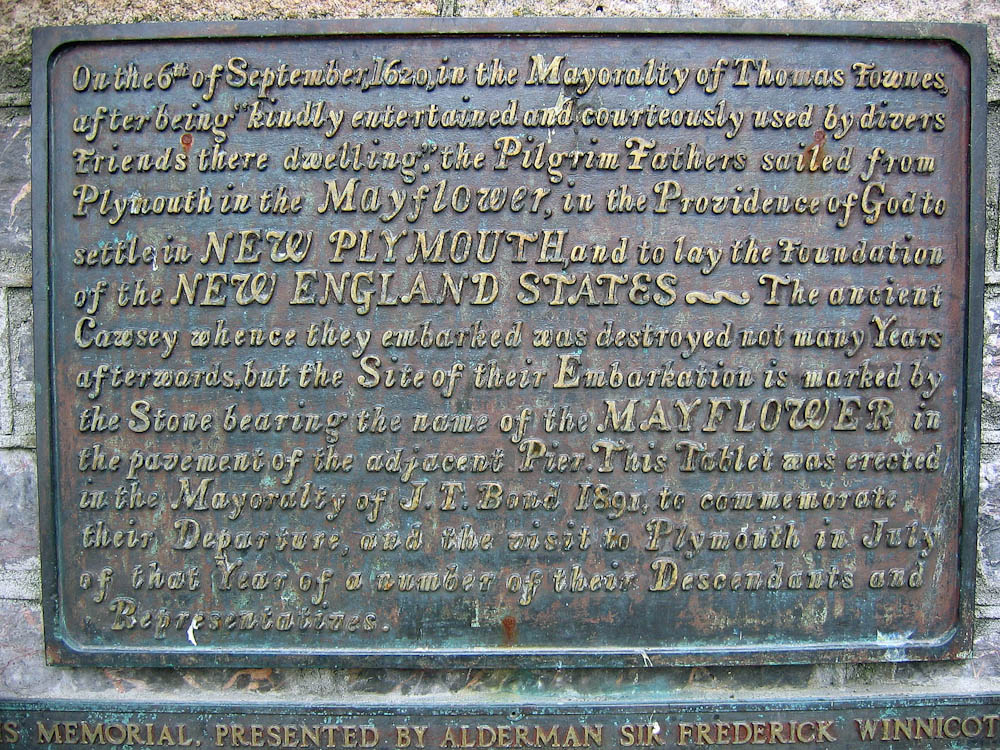 On the 6th of September, 1620, in the Mayoralty of Thomas Townes,
after being "kindly entertained and courteously used by divers
Friends there dwelling," the Pilgrim Fathers sailed from
Plymouth in the Mayflower, in the Providence of God to
settle in NEW PLYMOUTH, and to lay the Foundation
of the NEW ENGLAND STATES ~ The ancient
Cawsey whence they embarked was destroyed not many Years
afterwards, but the Site of their Embarkation is marked by
the Stone bearing the name of the MAYFLOWER in
the pavement of the adjacent Pier. This Tablet was erected
in the Mayoralty of J.T. Bond 1891, to commemorate
their Departure, and the visit to Plymouth in July
of that Year of a number of their Descendants and
Representatives.
IS MEMORIAL, PRESENTED BY ALDERMAN SIR FREDERICK WINNICOT